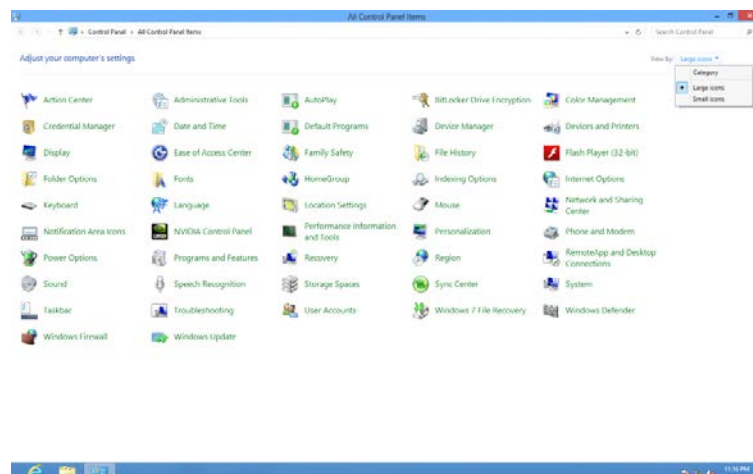 All Control Panel Items
Control Panel All Control Panel Items
Search Control Panel
Adjust your computer's settings
View by: Large icons
Category
Large icons
Small icons
Action Center
Administrative Tools
AutoPlay
BitLocker Drive Encryption
Color Management
Credential Manager
Date and Time
Default Programs
Device Manager
Devices and Printers
Display
Ease of Access Center
Family Safety
File History
Flash Player (32-bit)
Folder Options
Fonts
HomeGroup
Indexing Options
Internet Options
Keyboard
Language
Location Settings
Mouse
Network and Sharing
Center
Notification Area Icons
NVIDIA Control Panel
Performance Information
and Tools
Personalization
Phone and Modem
Power Options
Programs and Features
Recovery
Region
RemoteApp and Desktop
Connections
Sound
Speech Recognition
Storage Spaces
Sync Center
System
Taskbar
Troubleshooting
User Accounts
Windows 7 File Recovery
Windows Defender
Windows Firewall
Windows Update